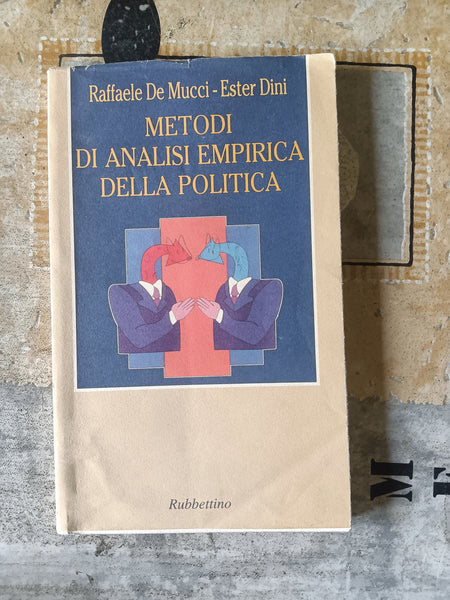 Raffaele De Mucci - Ester Dini
METODI
DI ANALISI EMPIRICA
DELLA POLITICA
Rubbettino
M